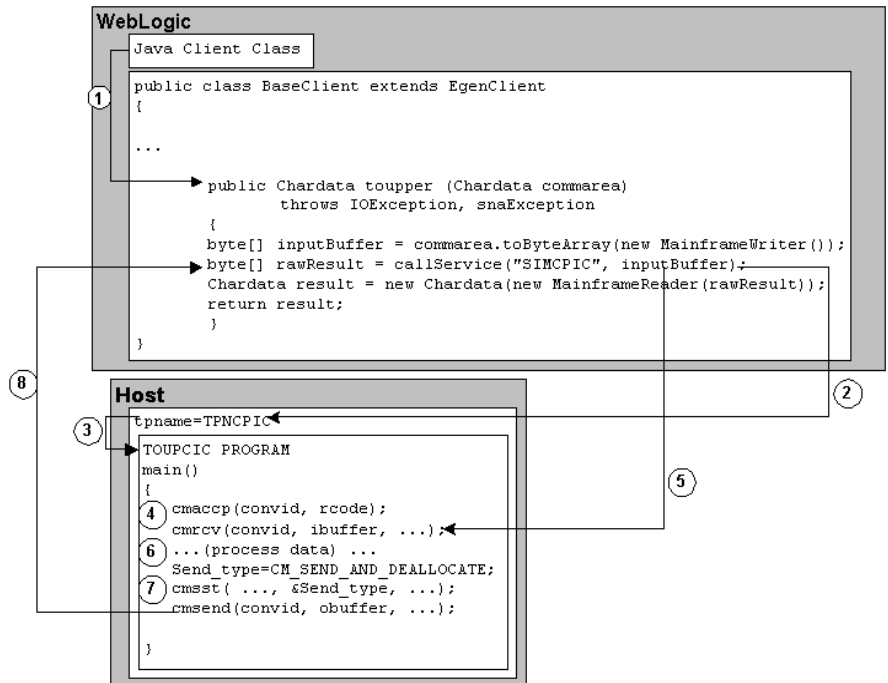 WebLogic
Java Client Class
1
public class BaseClient extends EgenClient
{
...
public Chardata toupper (Chardata commarea)
throws IOException, snaException
{
byte[] inputBuffer = commarea.toByteArray(new MainframeWriter());
byte[] rawResult = callService("SIMCPIC", inputBuffer);
Chardata result = new Chardata(new MainframeReader(rawResult));
return result;
}
}
8
2
Host
tpname=TPNCPIC
3
TOUPCIC PROGRAM
main()
5
{
4 cmaccp(convid, rcode);
cmrcv(convid, ibuffer, ...);
6 ...(process data) ...
Send_type=CM_SEND_AND_DEALLOCATE;
7 cmsst( ..., &Send_type, ...);
cmsend(convid, obuffer, ...);
}